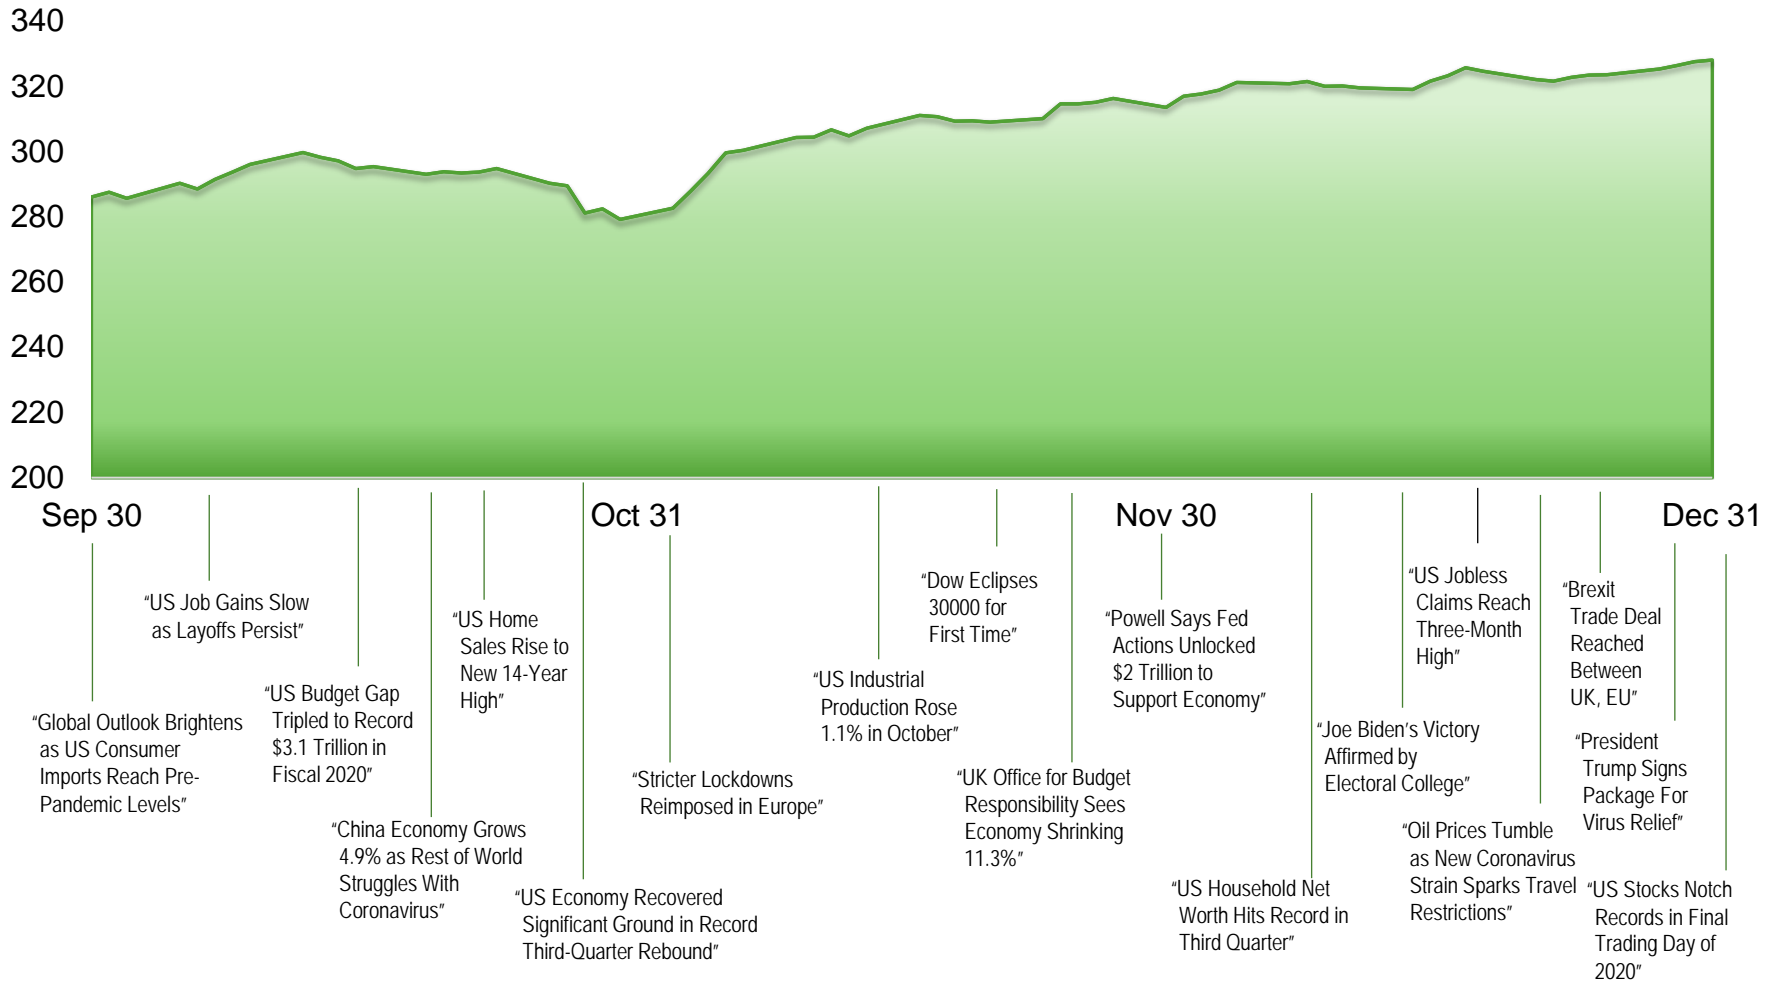 340
320
300
280
260
240
220
200
Sep 30
Oct 31
Nov 30
Dec 31
“Global Outlook Brightens
as US Consumer
Imports Reach Pre-
Pandemic Levels”
“US Job Gains Slow
as Layoffs Persist”
“US Budget Gap
Tripled to Record
$3.1 Trillion in
Fiscal 2020”
“China Economy Grows
4.9% as Rest of World
Struggles With
Coronavirus”
“US Home
Sales Rise to
New 14-Year
High”
“US Economy Recovered
Significant Ground in Record
Third-Quarter Rebound”
“Stricter Lockdowns
Reimposed in Europe”
“US Industrial
Production Rose
1.1% in October”
“Dow Eclipses
30000 for
First Time”
“UK Office for Budget
Responsibility Sees
Economy Shrinking
11.3%”
“Powell Says Fed
Actions Unlocked
$2 Trillion to
Support Economy”
“US Household Net
Worth Hits Record in
Third Quarter”
“Joe Biden’s Victory
Affirmed by
Electoral College”
“US Jobless
Claims Reach
Three-Month
High”
“Oil Prices Tumble
as New Coronavirus
Strain Sparks Travel
Restrictions”
“Brexit
Trade Deal
Reached
Between
UK, EU”
“President
Trump Signs
Package For
Virus Relief”
“US Stocks Notch
Records in Final
Trading Day of
2020”